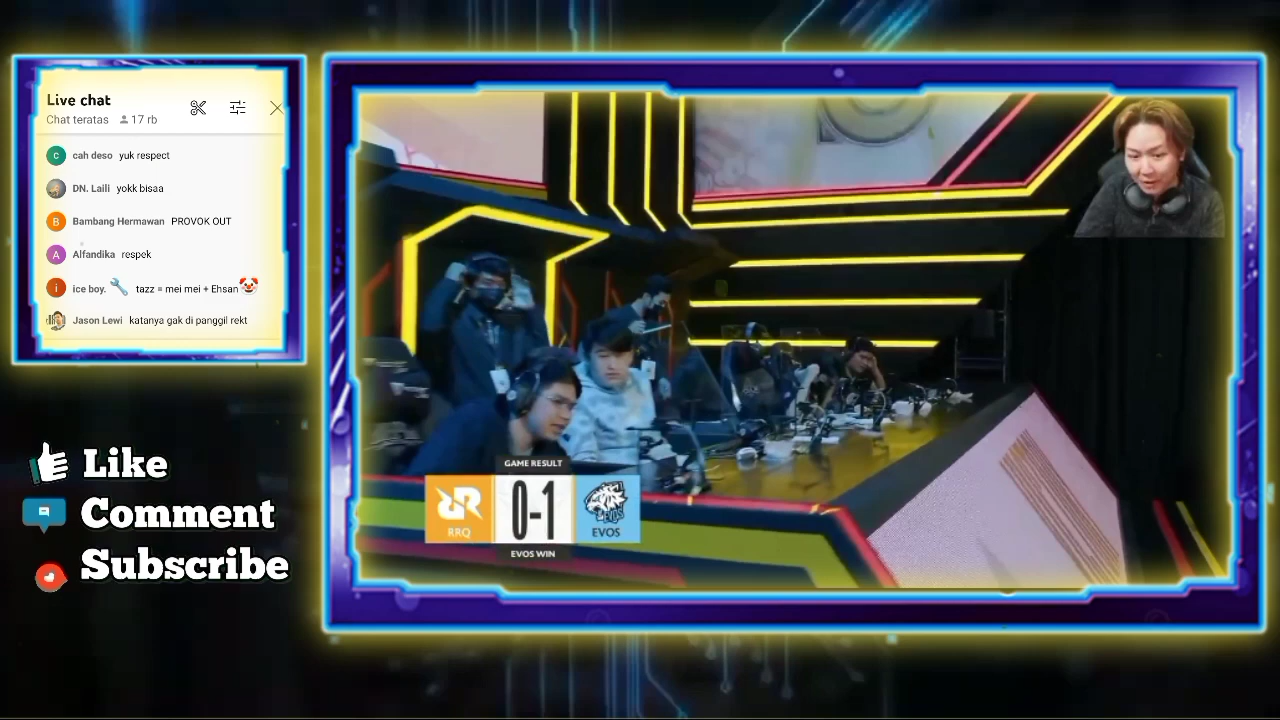 Live chat
Chat teratas 17 rb
C cah deso yuk respect
DN. Laili yokk bisaa
B Bambang Hermawan PROVOK OUT
A Alfandika respek
i ice boy. 🔧 tazz = mei mei + Ehsan 🤡
Jason Lewi katanya gak di panggil rekt
Like
Comment
Subscribe
GAME RESULT
RRQ
0-1
EVOS
EVOS
EVOS WIN